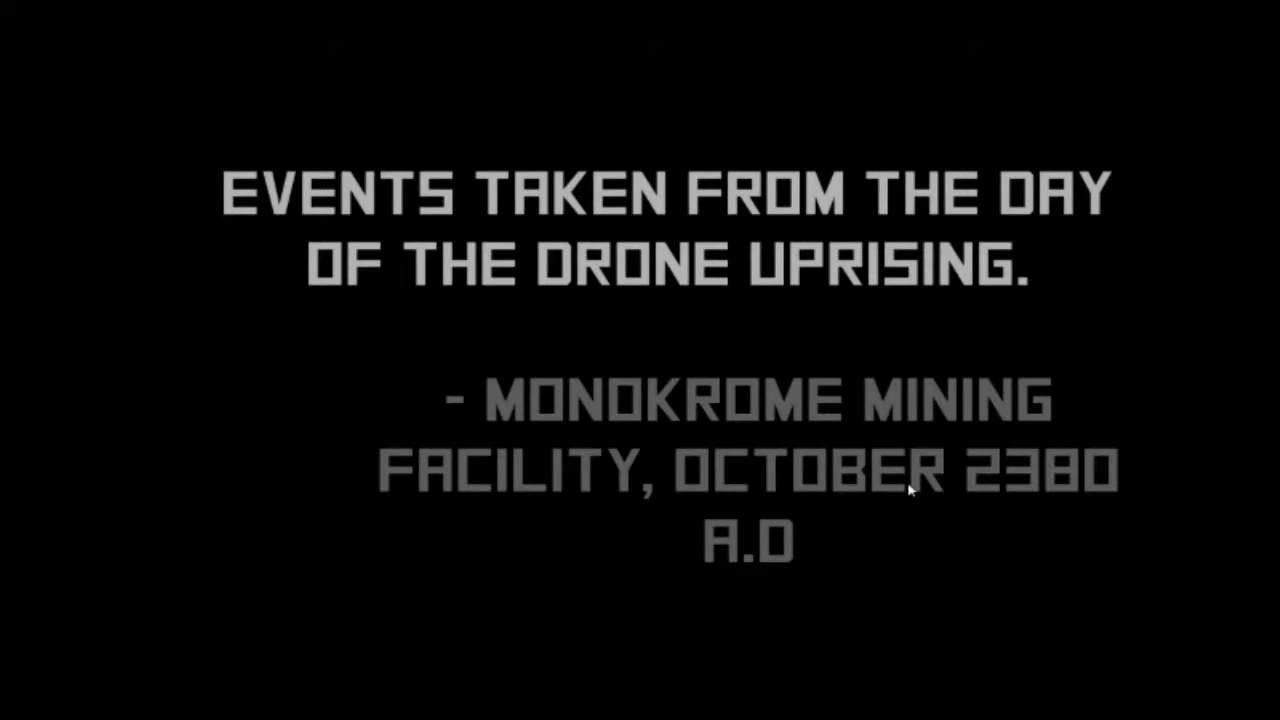 EVENTS TAKEN FROM THE DAY
OF THE DRONE UPRISING.
- MONOKROME MINING
FACILITY, OCTOBER 2380
A.D